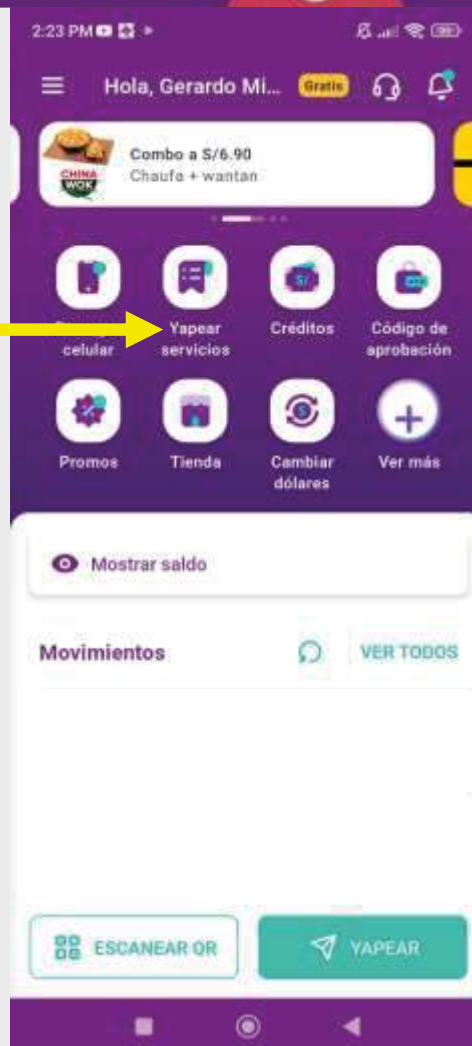 2:23 PM
Hola, Gerardo Mi... Gratis
Combo a S/6.90
Chaufa + wantan
CHINA
WOK
celular
Yapear
servicios
Créditos
Código de
aprobación
Promos
Tienda
Cambiar
dólares
Ver más
Mostrar saldo
Movimientos
VER TODOS
ESCANEAR QR
YAPEAR